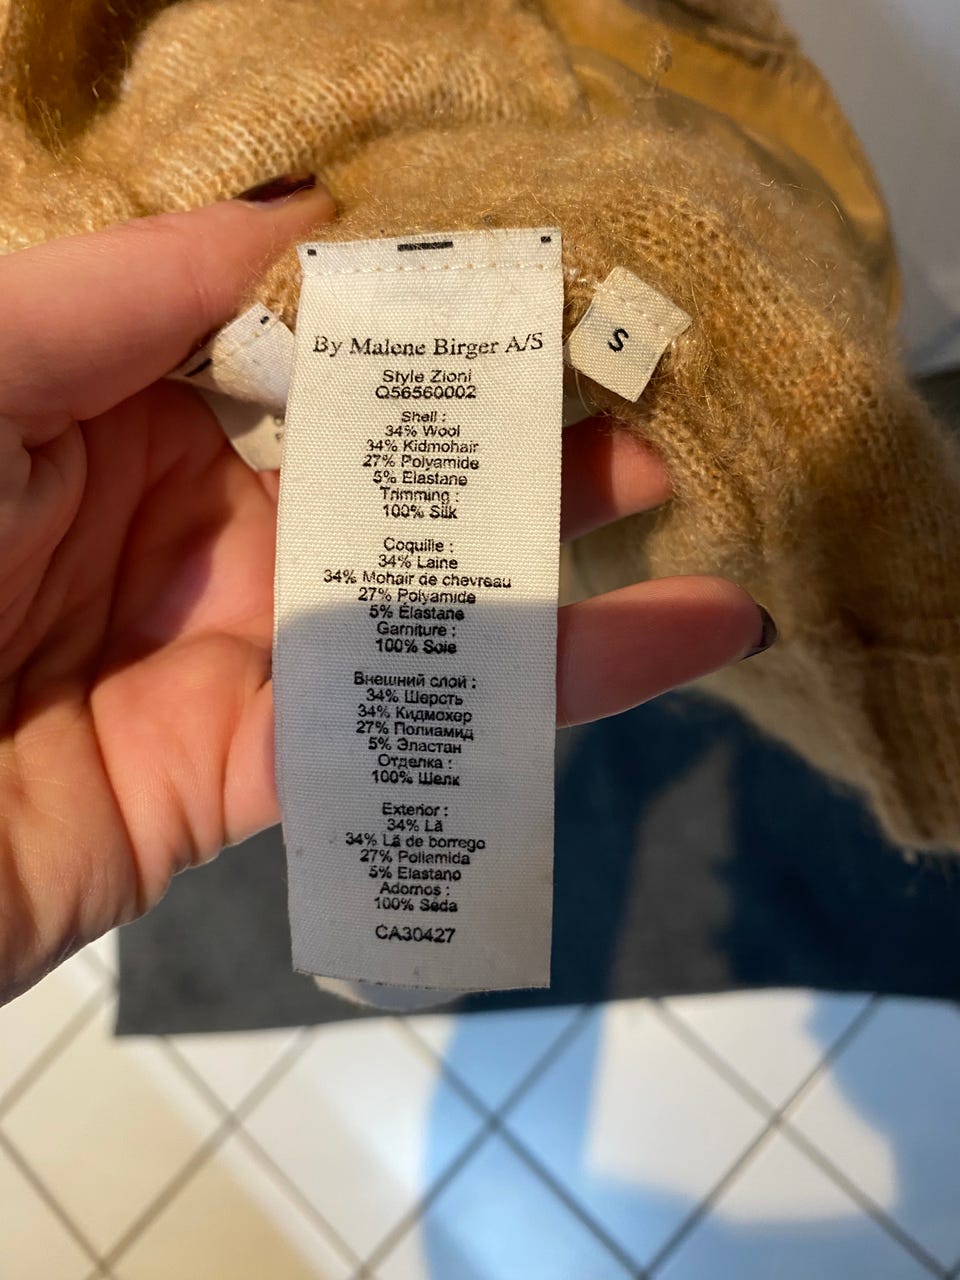 By Malene Birger A/S
Style Zioni
Q56560002
Shell :
34% Wool
34% Kidmohair
27% Polyamide
5% Elastane
Trimming :
100% Silk
Coquille :
34% Laine
34% Mohair de chevreau
27% Polyamide
5% Élastane
Garniture :
100% Soie
Внешний слой :
34% Шерсть
34% Кидмохер
27% Полиамид
5% Эластан
Отделка :
100% Шелк
Exterior :
34% Lã
34% Lã de borrego
27% Poliamida
5% Elastano
Adornos :
100% Seda
CA30427
S